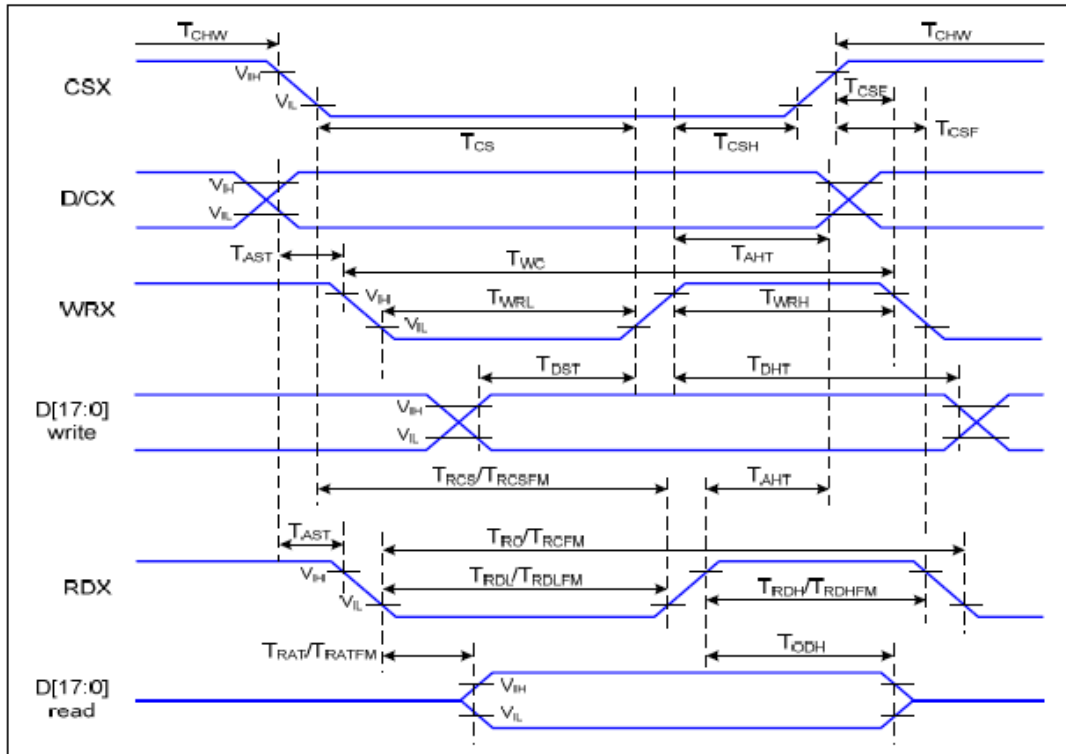 TCHW TCHW
CSX VIH
TCSF
VIL
TCS TCSH TCSF
D/CX VIH
VIL
TAST TWC TAHT
WRX VIH TWRL TWRH
VIL
TDST TDHT
D[17:0] VIH
write VIL
TRCS/TRCSFM TAHT
TAST TRC/TRCFM
RDX VIH TRDL/TRDLFM TRDH/TRDHFM
VIL
TRAT/TRATFM TODH
D[17:0] VIH
read VIL